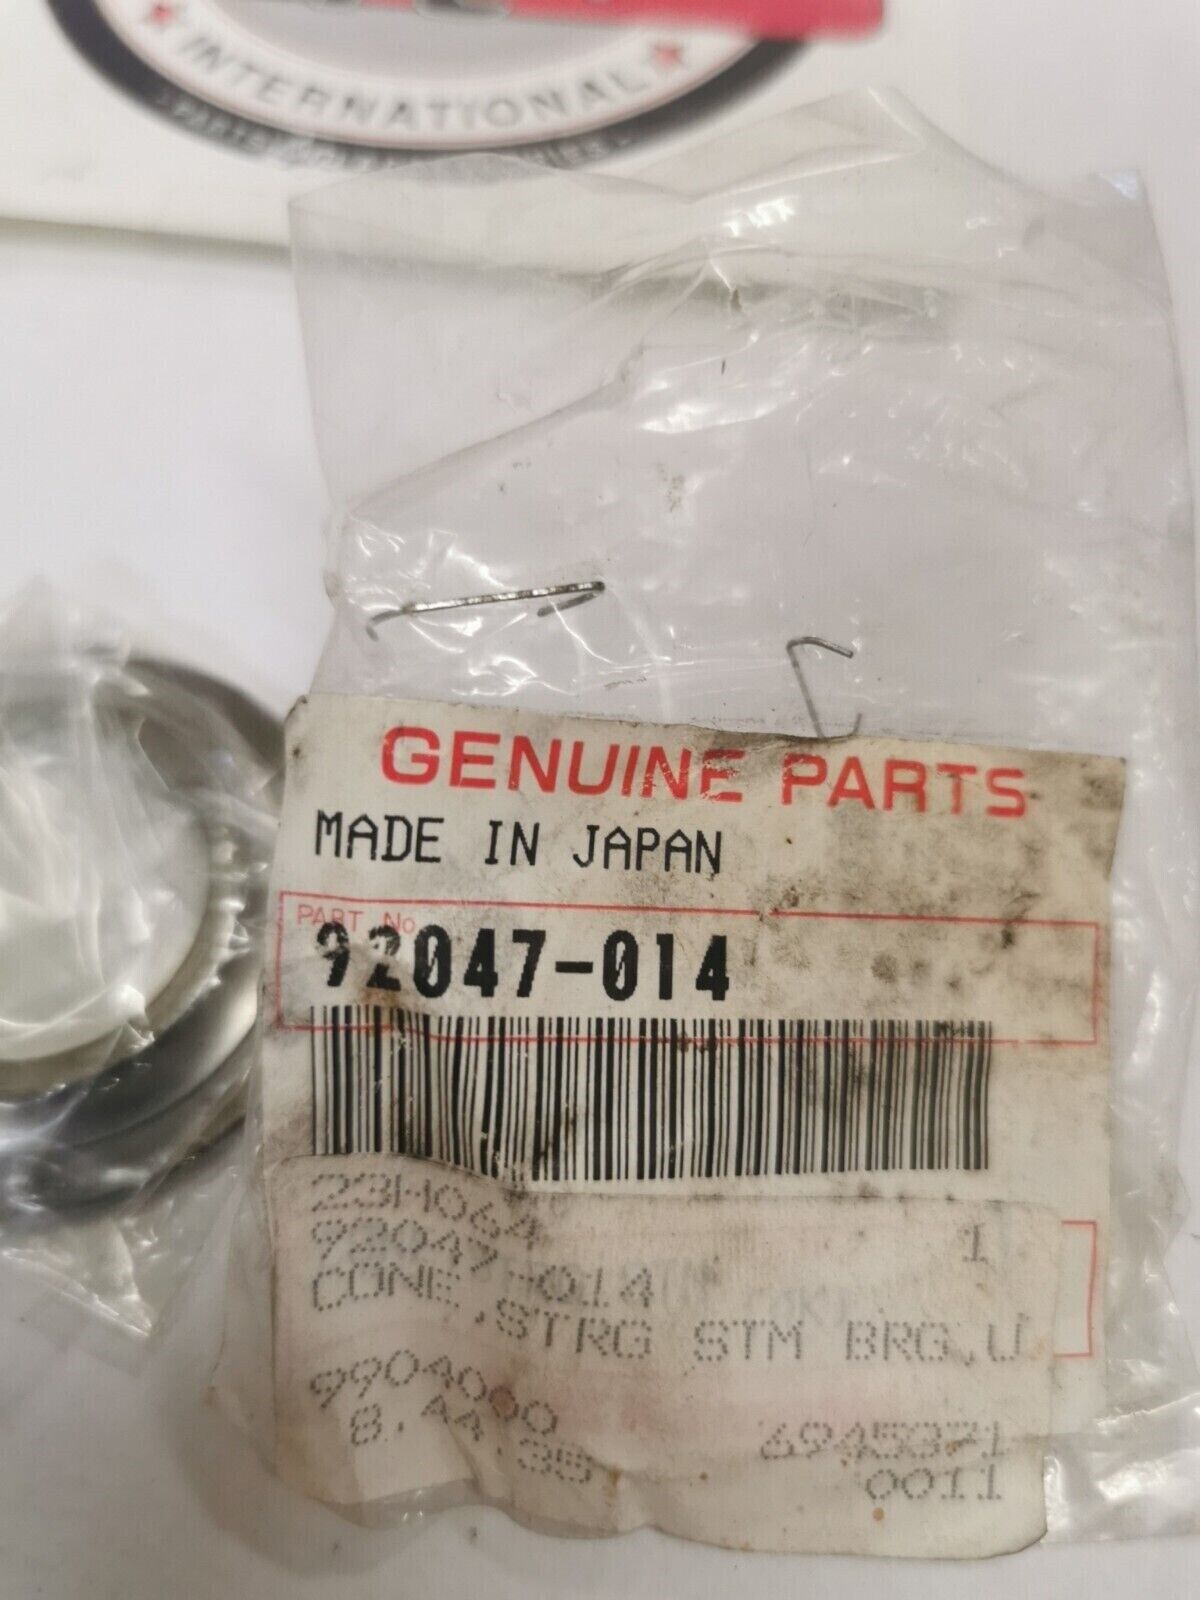 INTERNATIONAL
GENUINE PARTS
MADE IN JAPAN
PART No.
92047-014
23H064 1
92047-014
CONE,STRG STM BRG,U
9904000 6945371
8.AA.35 0011